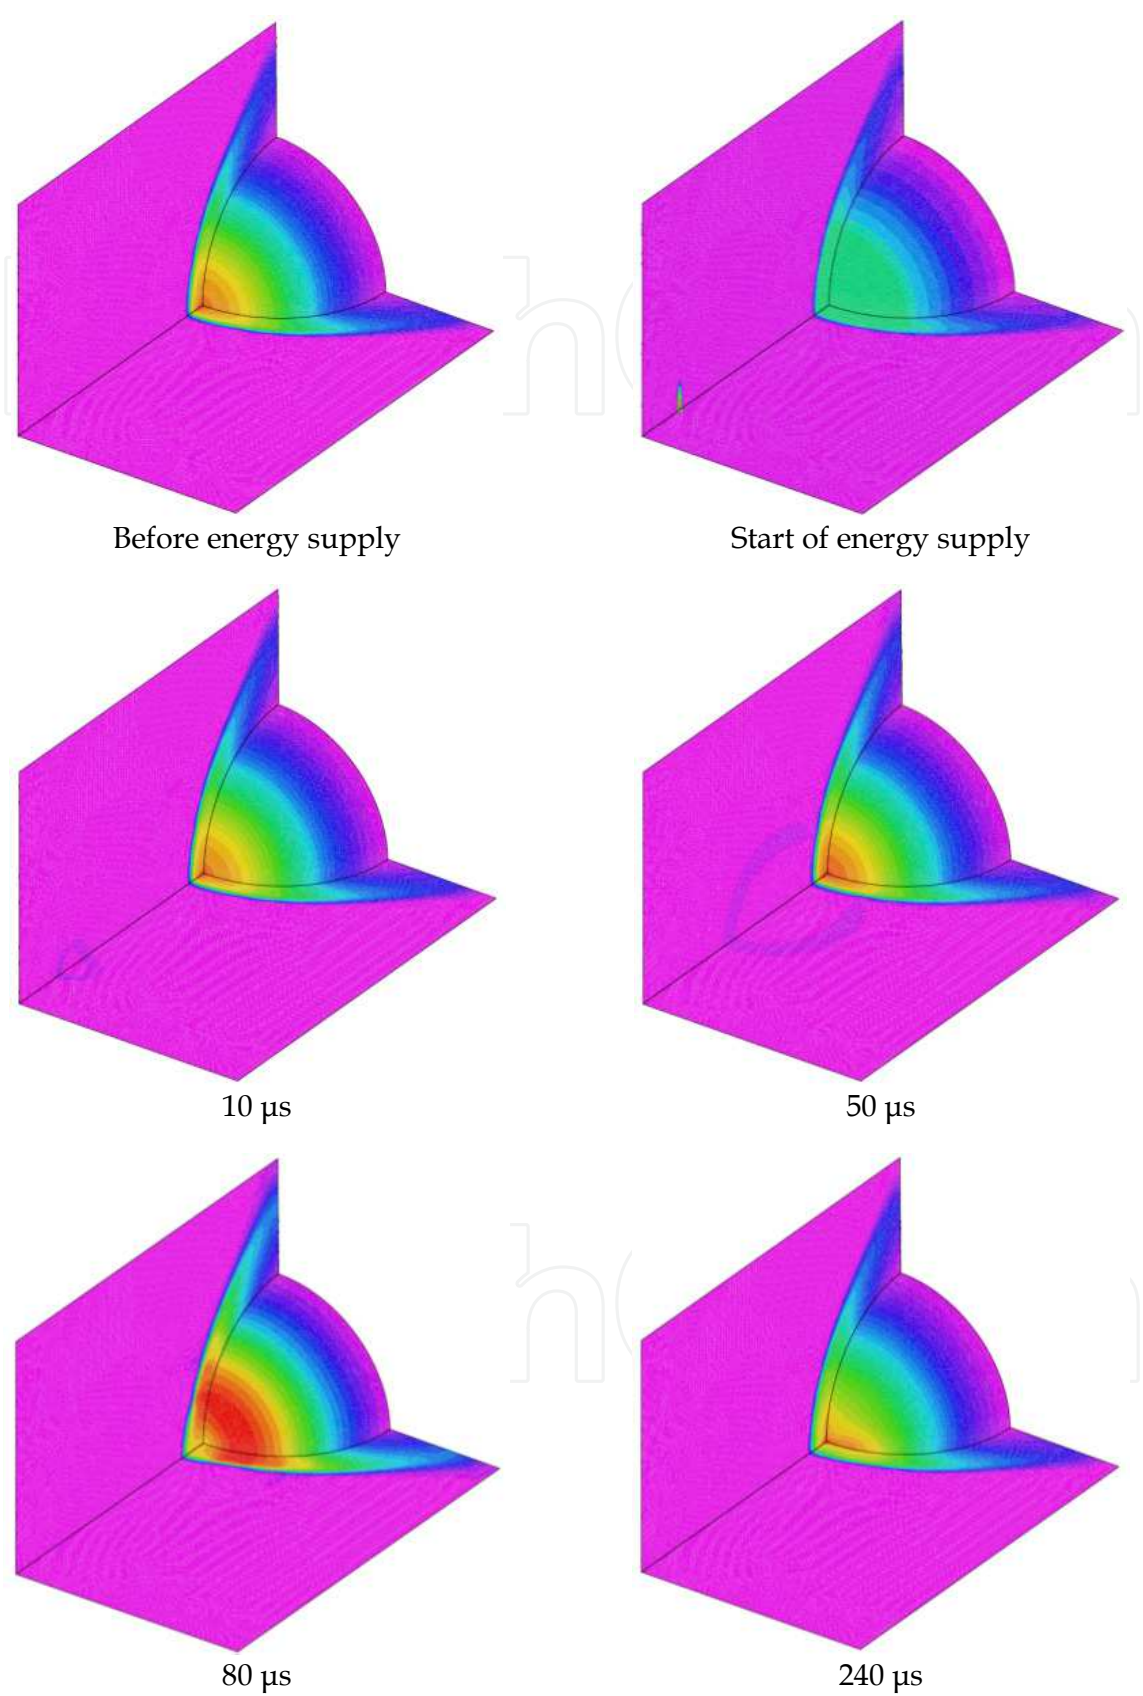 Before energy supply
Start of energy supply
10 µs
50 µs
80 µs
240 µs